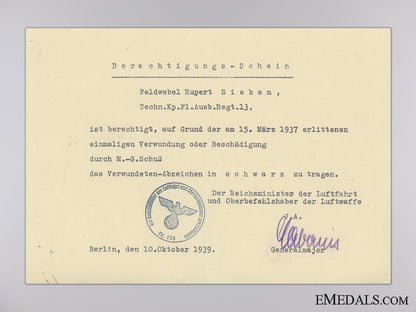 Berechtigungs-Schein
Feldwebel Rupert Sieben,
Techn.Kp.Fl.Ausb.Regt.13,
ist berechtigt, auf Grund der am 15. März 1937 erlittenen
einmaligen Verwundung oder Beschädigung
durch M.-G.Schuß
das Verwundeten-Abzeichen in schwarz zu tragen.
Der Reichsminister der Luftfahrt
und Oberbefehlshaber der Luftwaffe
I.A.
Generalmajor
Berlin, den 10.Oktober 1939.
EMEDALS.COM